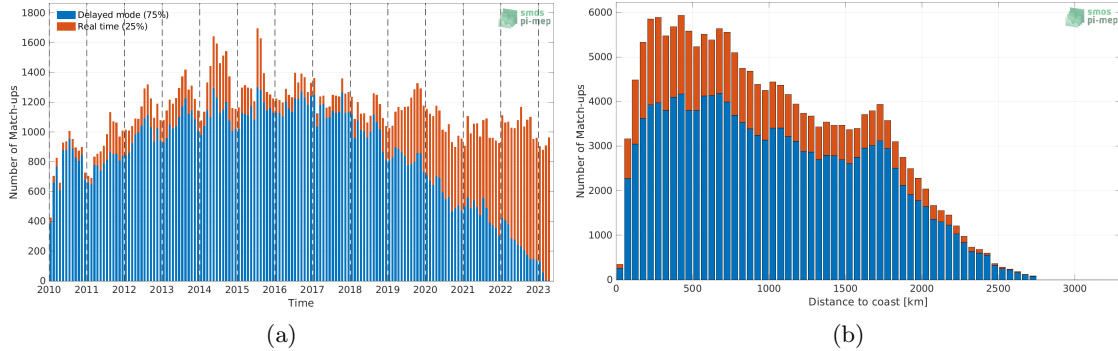 Delayed mode (75%)
Real time (25%)
smos
pi-mep
Number of Match-ups
1800
1600
1400
1200
1000
800
600
400
200
0
2010 2011 2012 2013 2014 2015 2016 2017 2018 2019 2020 2021 2022 2023
Time
(a)
smos
pi-mep
Number of Match-ups
6000
5000
4000
3000
2000
1000
0
0 500 1000 1500 2000 2500 3000
Distance to coast [km]
(b)